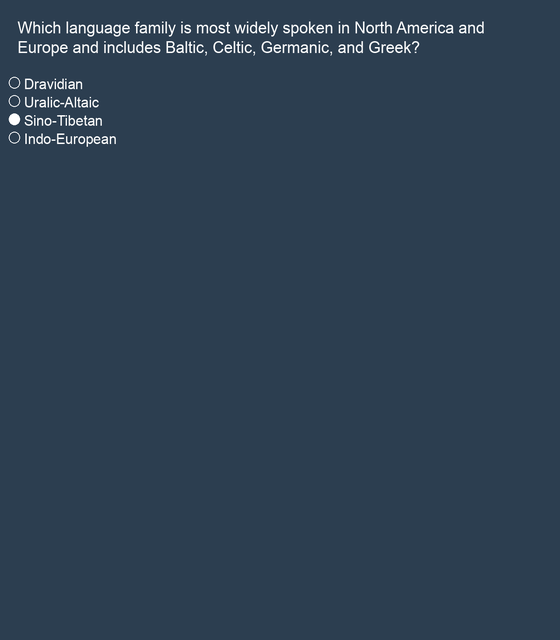 Which language family is most widely spoken in North America and
Europe and includes Baltic, Celtic, Germanic, and Greek?
Dravidian
Uralic-Altaic
Sino-Tibetan
Indo-European